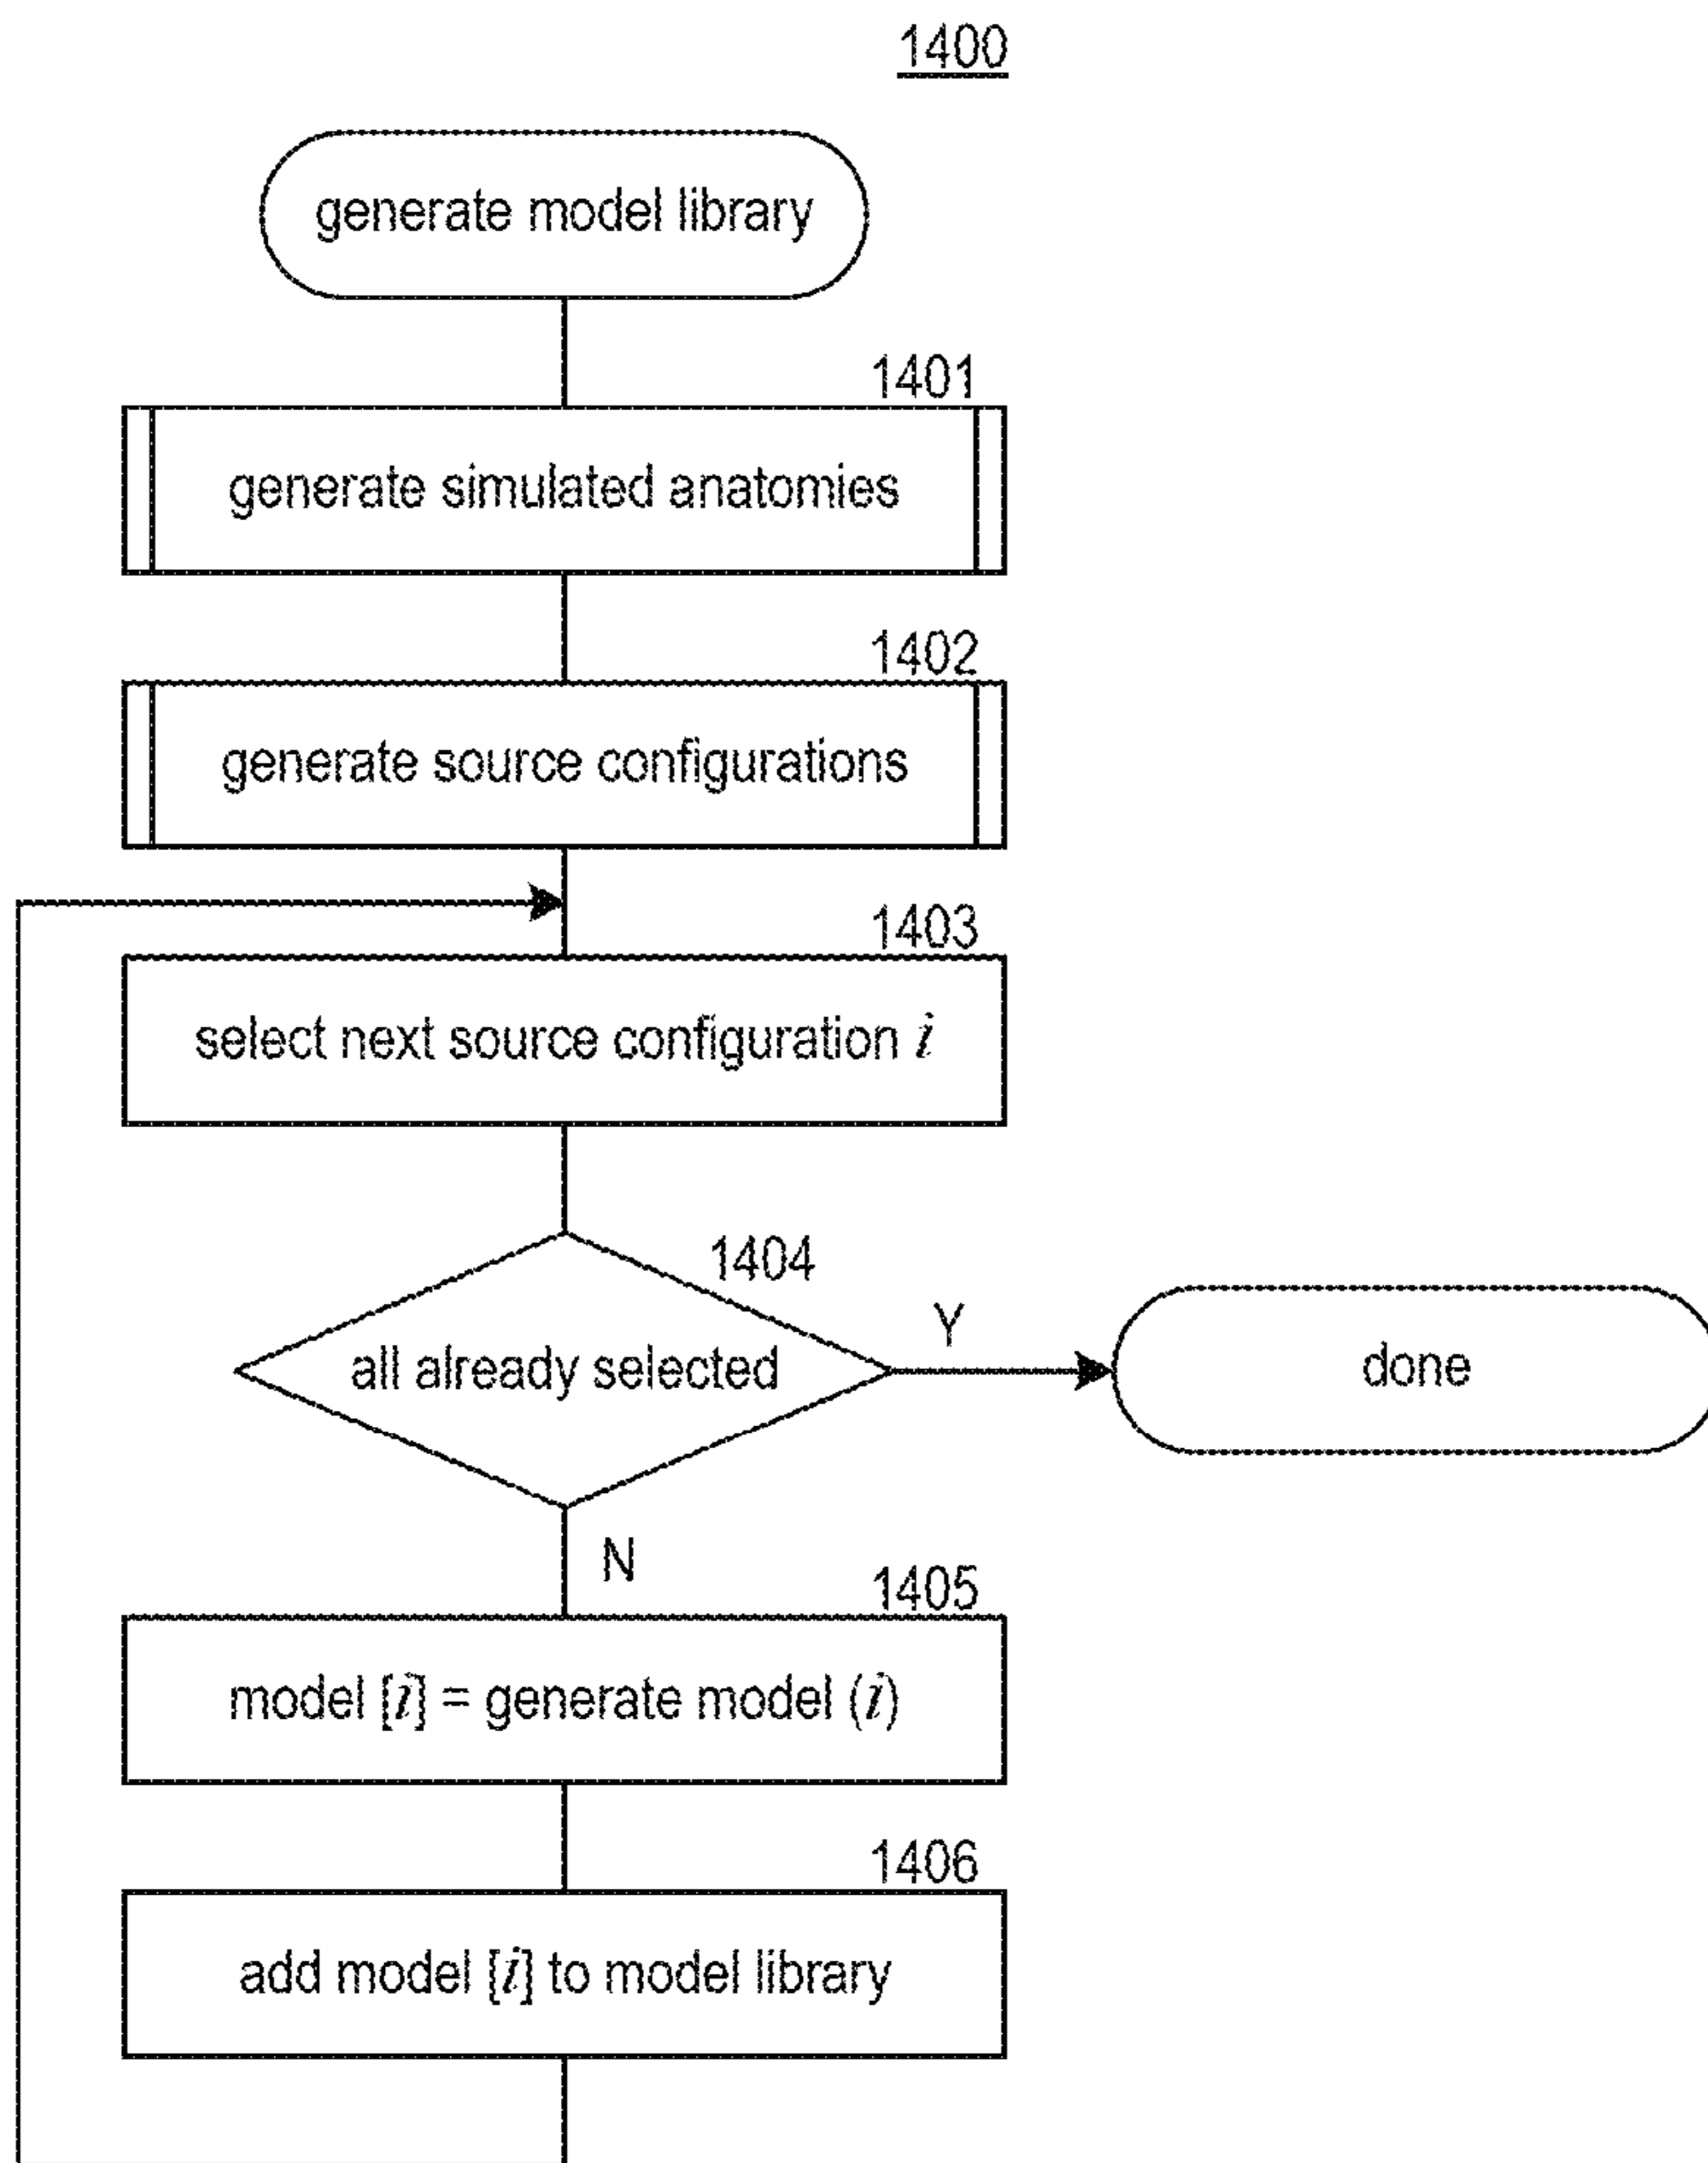 1400
generate model library
1401
generate simulated anatomies
1402
generate source configurations
1403
select next source configuration i
1404
all already selected
Y
done
N
1405
model [i] = generate model (i)
1406
add model [i] to model library